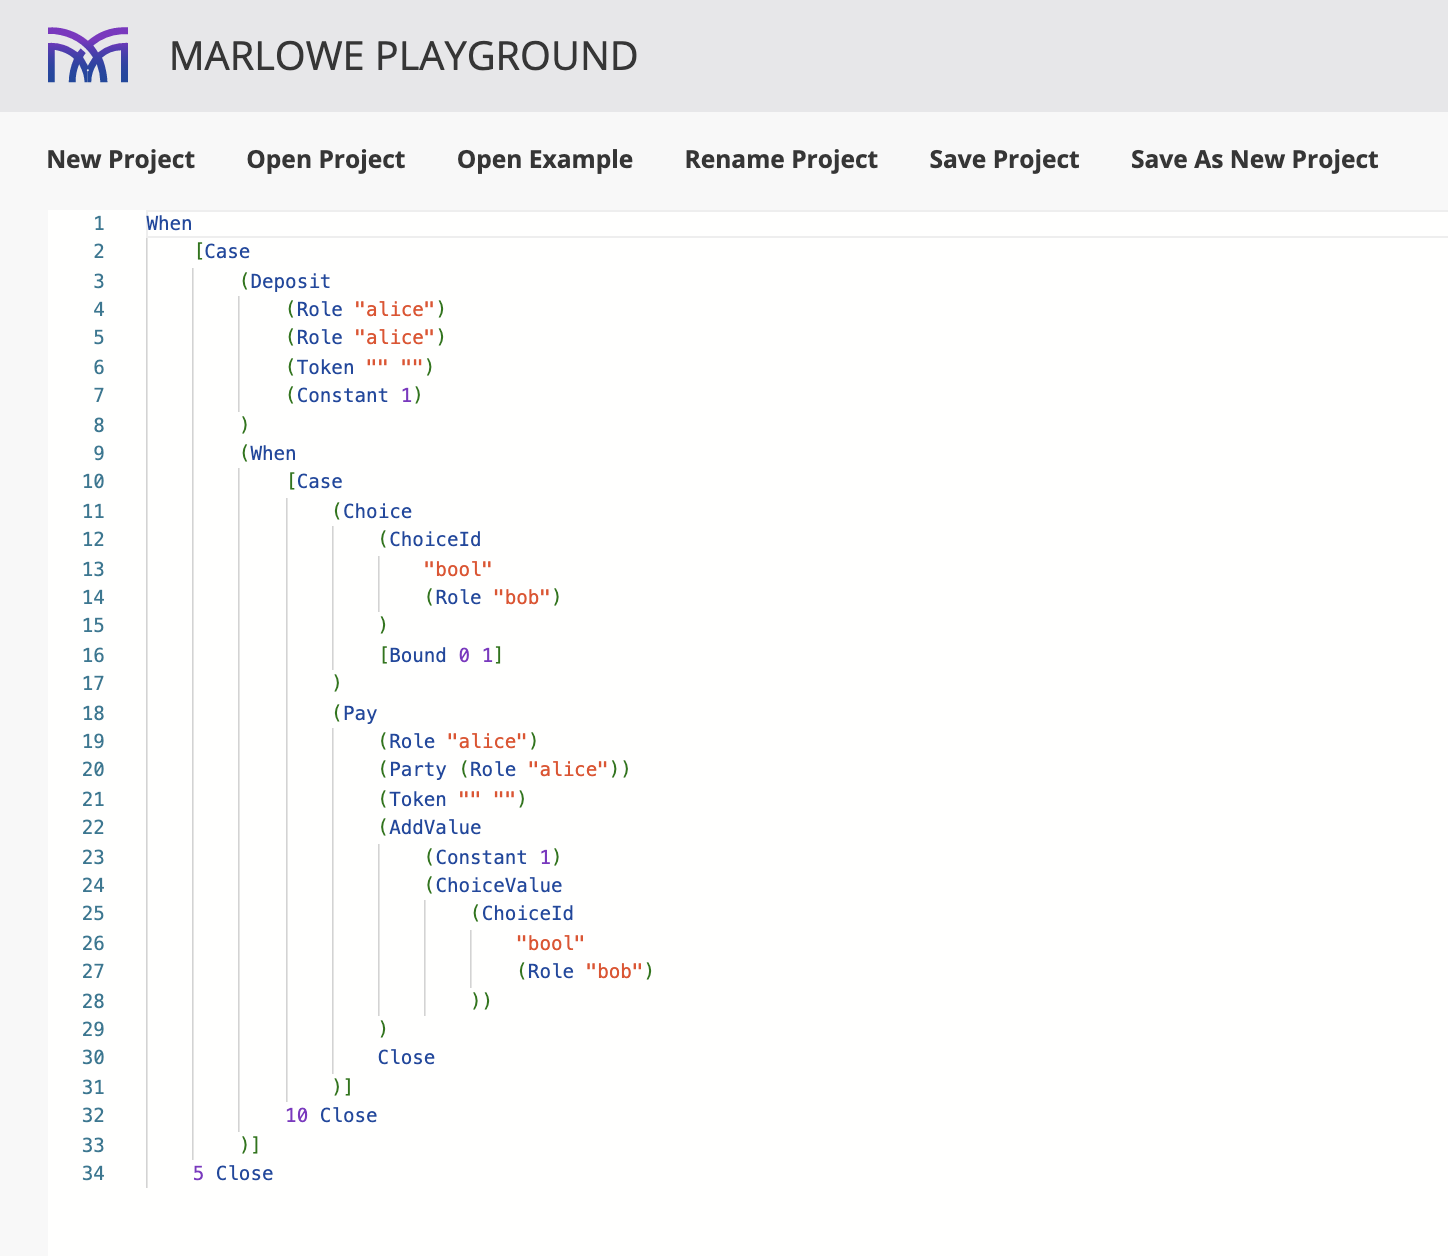 MARLOWE PLAYGROUND
New Project Open Project Open Example Rename Project Save Project Save As New Project
1 When
2 [Case
3 (Deposit
4 (Role "alice")
5 (Role "alice")
6 (Token "" "")
7 (Constant 1)
8 )
9 (When
10 [Case
11 (Choice
12 (ChoiceId
13 "bool"
14 (Role "bob")
15 )
16 [Bound 0 1]
17 )
18 (Pay
19 (Role "alice")
20 (Party (Role "alice"))
21 (Token "" "")
22 (AddValue
23 (Constant 1)
24 (ChoiceValue
25 (ChoiceId
26 "bool"
27 (Role "bob")
28 ))
29 )
30 Close
31 )]
32 10 Close
33 )]
34 5 Close